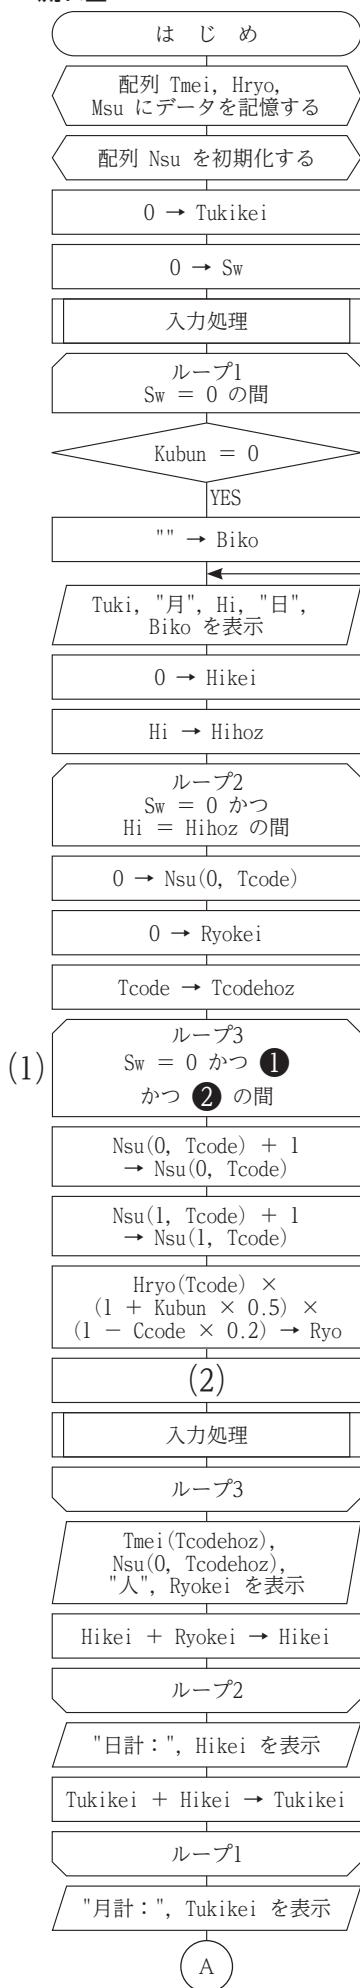 は じ め
配列 Tmei, Hryo,
Msu にデータを記憶する
配列 Nsu を初期化する
0 → Tukikei
0 → Sw
入力処理
ループ1
Sw = 0 の間
Kubun = 0
YES
"" → Biko
Tuki, "月", Hi, "日",
Biko を表示
0 → Hikei
Hi → Hihoz
ループ2
Sw = 0 かつ
Hi = Hihoz の間
0 → Nsu(0, Tcode)
0 → Ryokei
Tcode → Tcodehoz
(1)
ループ3
Sw = 0 かつ ❶
かつ ❷ の間
Nsu(0, Tcode) + 1
→ Nsu(0, Tcode)
Nsu(1, Tcode) + 1
→ Nsu(1, Tcode)
Hryo(Tcode) ×
(1 + Kubun × 0.5) ×
(1 − Ccode × 0.2) → Ryo
(2)
入力処理
ループ3
Tmei(Tcodehoz),
Nsu(0, Tcodehoz),
"人", Ryokei を表示
Hikei + Ryokei → Hikei
ループ2
"日計：", Hikei を表示
Tukikei + Hikei → Tukikei
ループ1
"月計：", Tukikei を表示
A